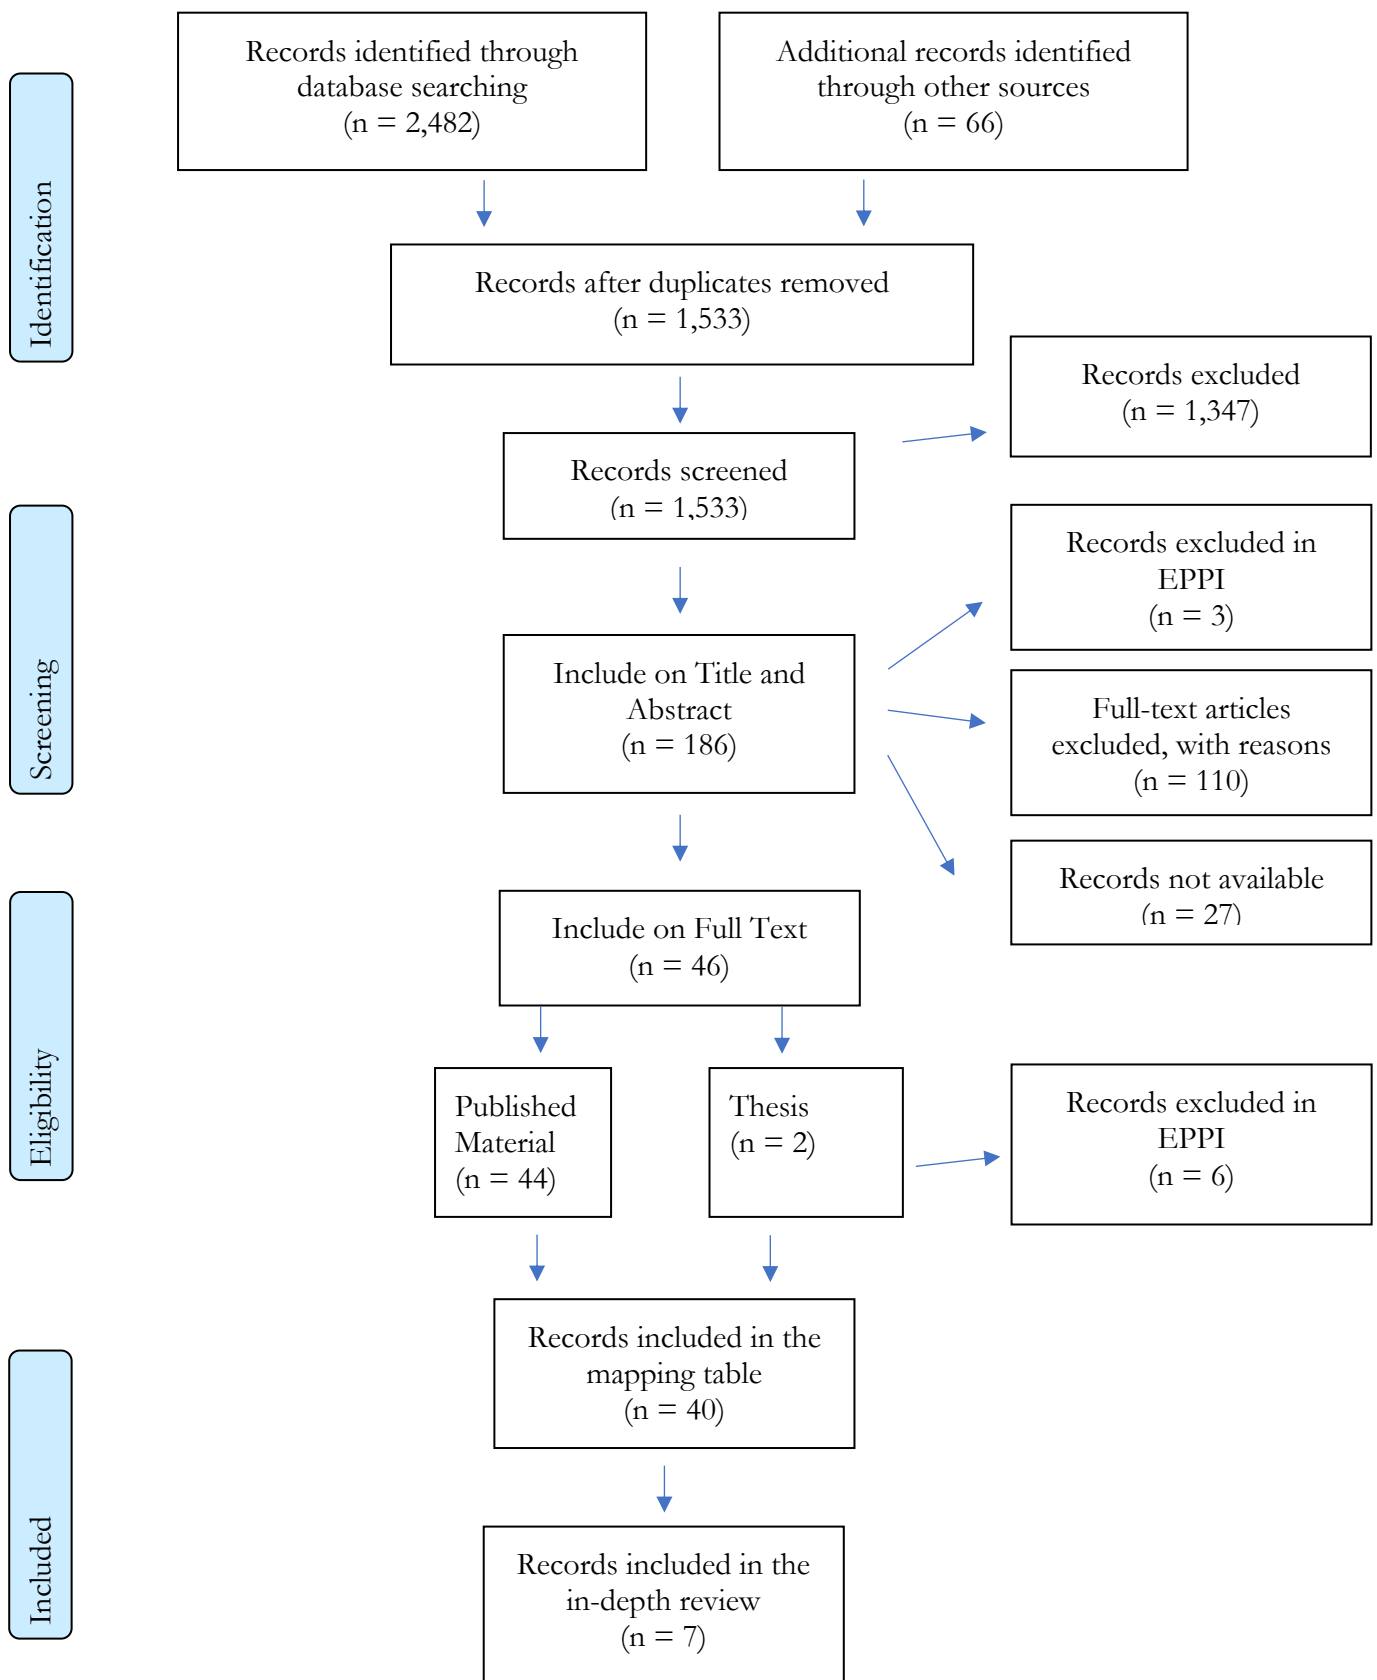 Records identified through
database searching
(n = 2,482)
Additional records identified
through other sources
(n = 66)
Identification
Records after duplicates removed
(n = 1,533)
Records excluded
(n = 1,347)
Records screened
(n = 1,533)
Screening
Records excluded in
EPPI
(n = 3)
Include on Title and
Abstract
(n = 186)
Full-text articles
excluded, with reasons
(n = 110)
Records not available
(n = 27)
Include on Full Text
(n = 46)
Eligibility
Published
Material
(n = 44)
Thesis
(n = 2)
Records excluded in
EPPI
(n = 6)
Records included in the
mapping table
(n = 40)
Included
Records included in the
in-depth review
(n = 7)